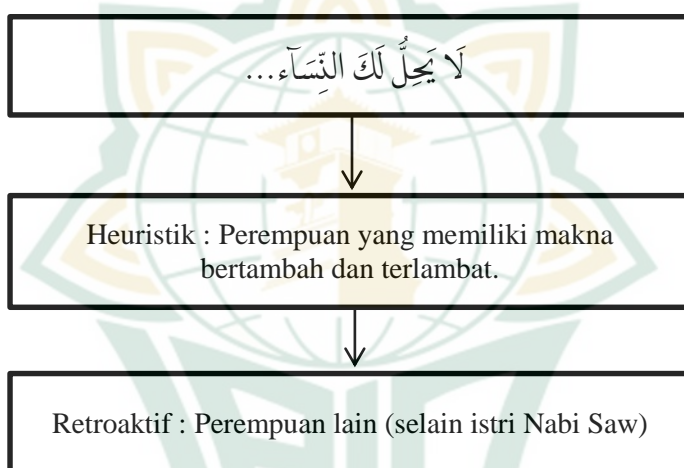 لَا يَحِلُّ لَكَ النِّسَآء...
Heuristik : Perempuan yang memiliki makna
bertambah dan terlambat.
Retroaktif : Perempuan lain (selain istri Nabi Saw)